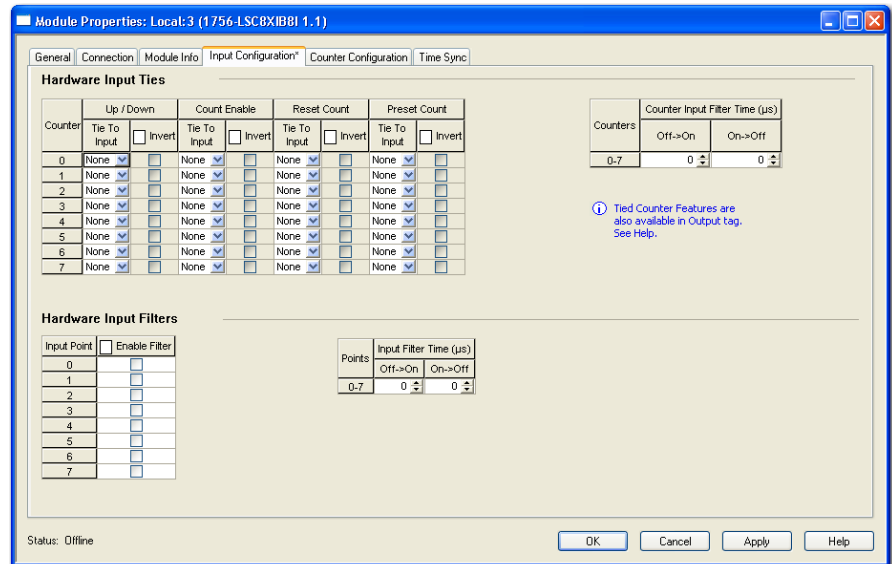 Module Properties: Local:3 (1756-LSC8XIB8I 1.1)
General Connection Module Info Input Configuration* Counter Configuration Time Sync
Hardware Input Ties
Counter Up / Down Count Enable Reset Count Preset Count
Tie To Input Invert Tie To Input Invert Tie To Input Invert Tie To Input Invert
0 None None None None
1 None None None None
2 None None None None
3 None None None None
4 None None None None
5 None None None None
6 None None None None
7 None None None None
Counters Counter Input Filter Time (µs)
Off->On On->Off
0-7 0 0
Tied Counter Features are
also available in Output tag.
See Help.
Hardware Input Filters
Input Point Enable Filter
0
1
2
3
4
5
6
7
Points Input Filter Time (µs)
Off->On On->Off
0-7 0 0
Status: Offline
OK Cancel Apply Help